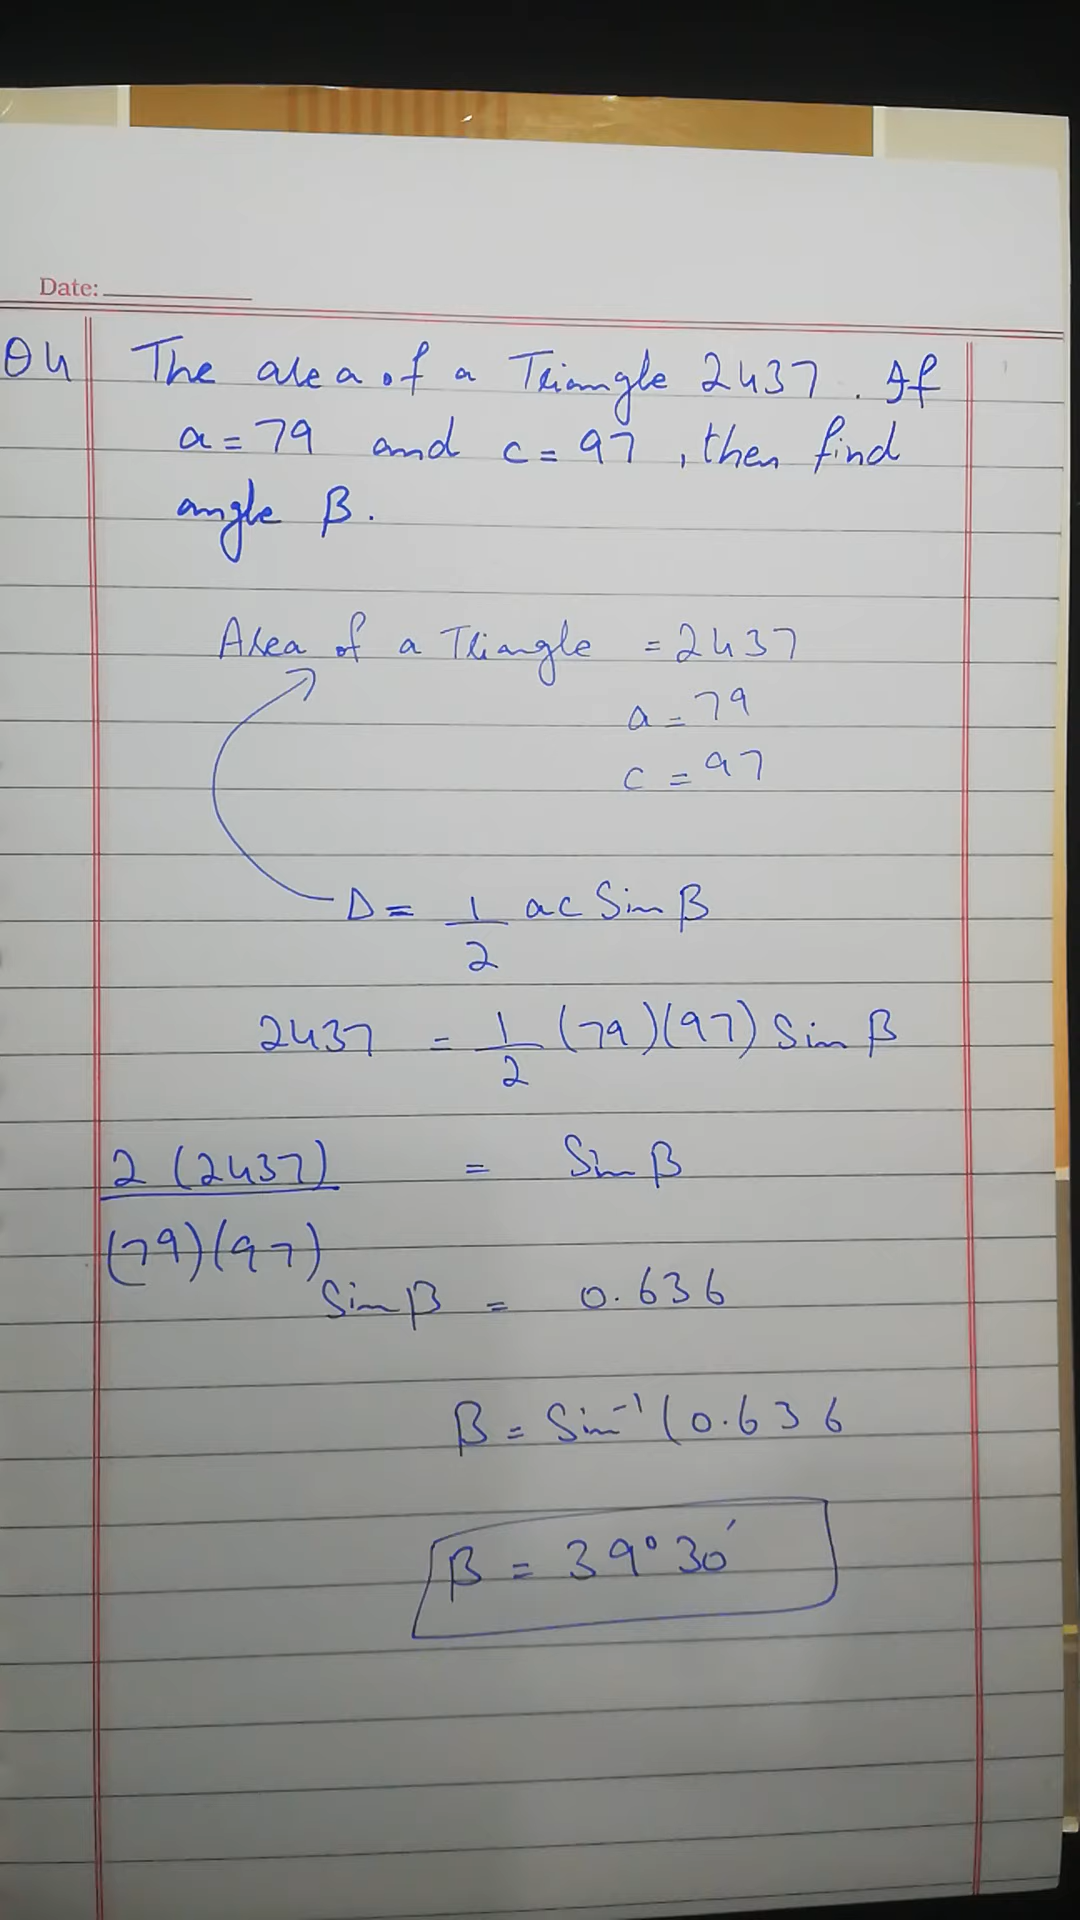 Date:
Q4 The area of a Triangle 2437. If
a = 79 and c = 97, then find
angle β.
Area of a Triangle = 2437
a = 79
c = 97
Δ = 1/2 ac Sin β
2437 = 1/2 (79)(97) Sin β
2(2437)/(79)(97) = Sin β
Sin β = 0.636
β = Sin⁻¹(0.636
β = 39°30′